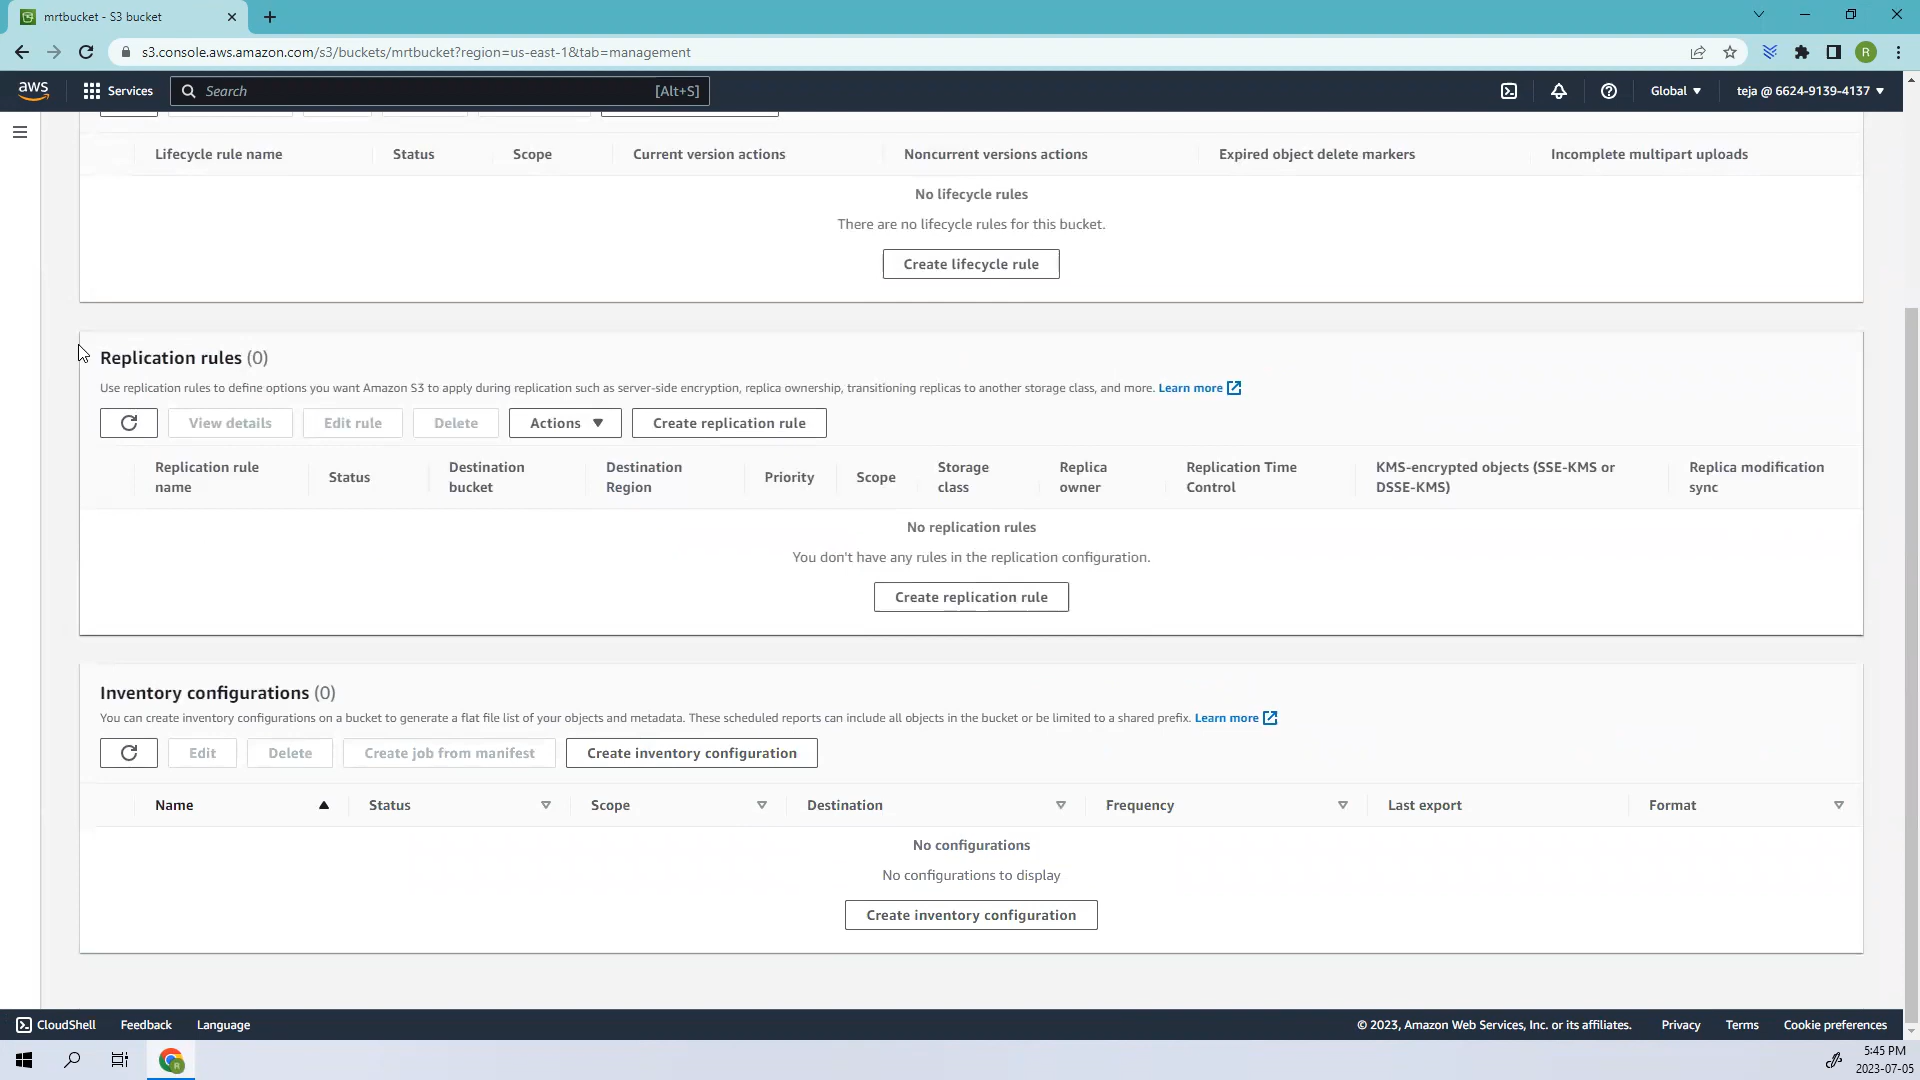 mrtbucket - S3 bucket
s3.console.aws.amazon.com/s3/buckets/mrtbucket?region=us-east-1&tab=management
R
aws
Services
Search
[Alt+S]
Global
teja @ 6624-9139-4137
Lifecycle rule name
Status
Scope
Current version actions
Noncurrent versions actions
Expired object delete markers
Incomplete multipart uploads
No lifecycle rules
There are no lifecycle rules for this bucket.
Create lifecycle rule
Replication rules (0)
Use replication rules to define options you want Amazon S3 to apply during replication such as server-side encryption, replica ownership, transitioning replicas to another storage class, and more. Learn more
View details
Edit rule
Delete
Actions
Create replication rule
Replication rule
name
Status
Destination
bucket
Destination
Region
Priority
Scope
Storage
class
Replica
owner
Replication Time
Control
KMS-encrypted objects (SSE-KMS or
DSSE-KMS)
Replica modification
sync
No replication rules
You don't have any rules in the replication configuration.
Create replication rule
Inventory configurations (0)
You can create inventory configurations on a bucket to generate a flat file list of your objects and metadata. These scheduled reports can include all objects in the bucket or be limited to a shared prefix. Learn more
Edit
Delete
Create job from manifest
Create inventory configuration
Name
Status
Scope
Destination
Frequency
Last export
Format
No configurations
No configurations to display
Create inventory configuration
CloudShell
Feedback
Language
© 2023, Amazon Web Services, Inc. or its affiliates.
Privacy
Terms
Cookie preferences
R
5:45 PM
2023-07-05